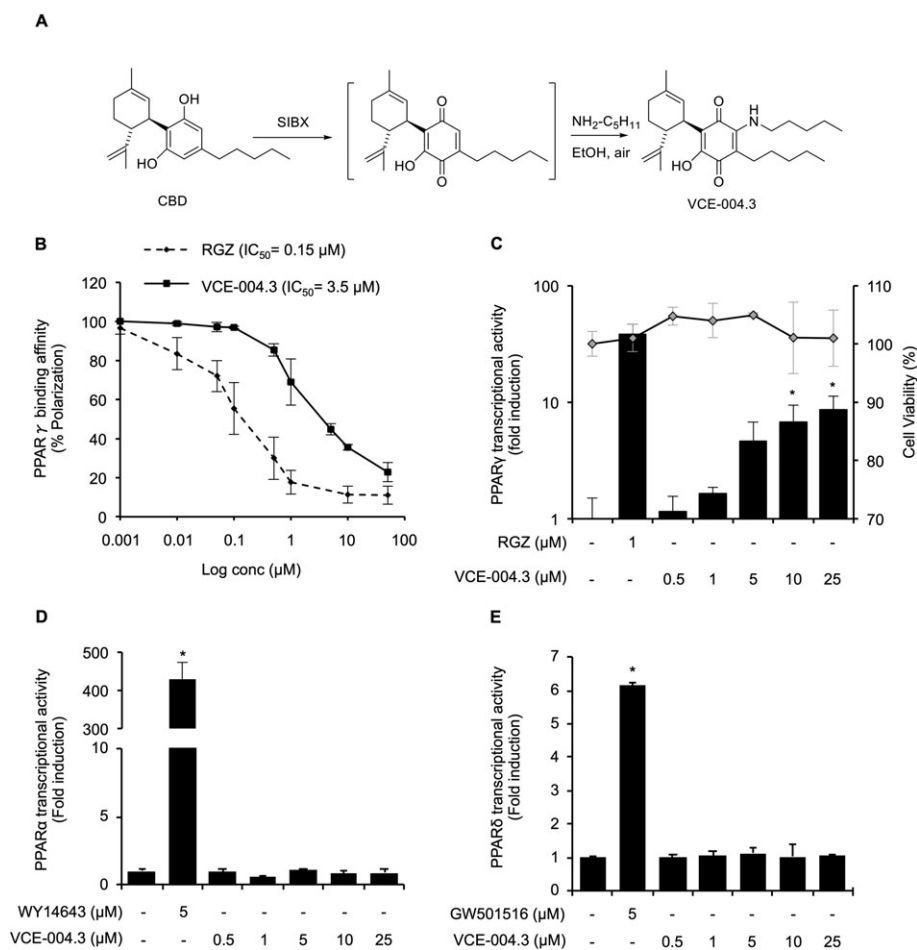 A
OH
HO
CBD
SIBX
O
HO
O
NH₂-C₅H₁₁
EtOH, air
O
H
N
HO
O
VCE-004.3
B
RGZ (IC₅₀= 0.15 µM)
VCE-004.3 (IC₅₀= 3.5 µM)
PPARγ binding affinity
(% Polarization)
120
100
80
60
40
20
0
0.001 0.01 0.1 1 10 100
Log conc (µM)
C
PPARγ transcriptional activity
(fold induction)
100
10
1
* *
110
100
90
80
70
Cell Viability (%)
RGZ (µM) - 1 - - - - -
VCE-004.3 (µM) - - 0.5 1 5 10 25
D
PPARα transcriptional activity
(Fold induction)
500
400
300
10
5
0
*
WY14643 (µM) - 5 - - - - -
VCE-004.3 (µM) - - 0.5 1 5 10 25
E
PPARδ transcriptional activity
(Fold induction)
7
6
5
4
3
2
1
0
*
GW501516 (µM) - 5 - - - - -
VCE-004.3 (µM) - - 0.5 1 5 10 25